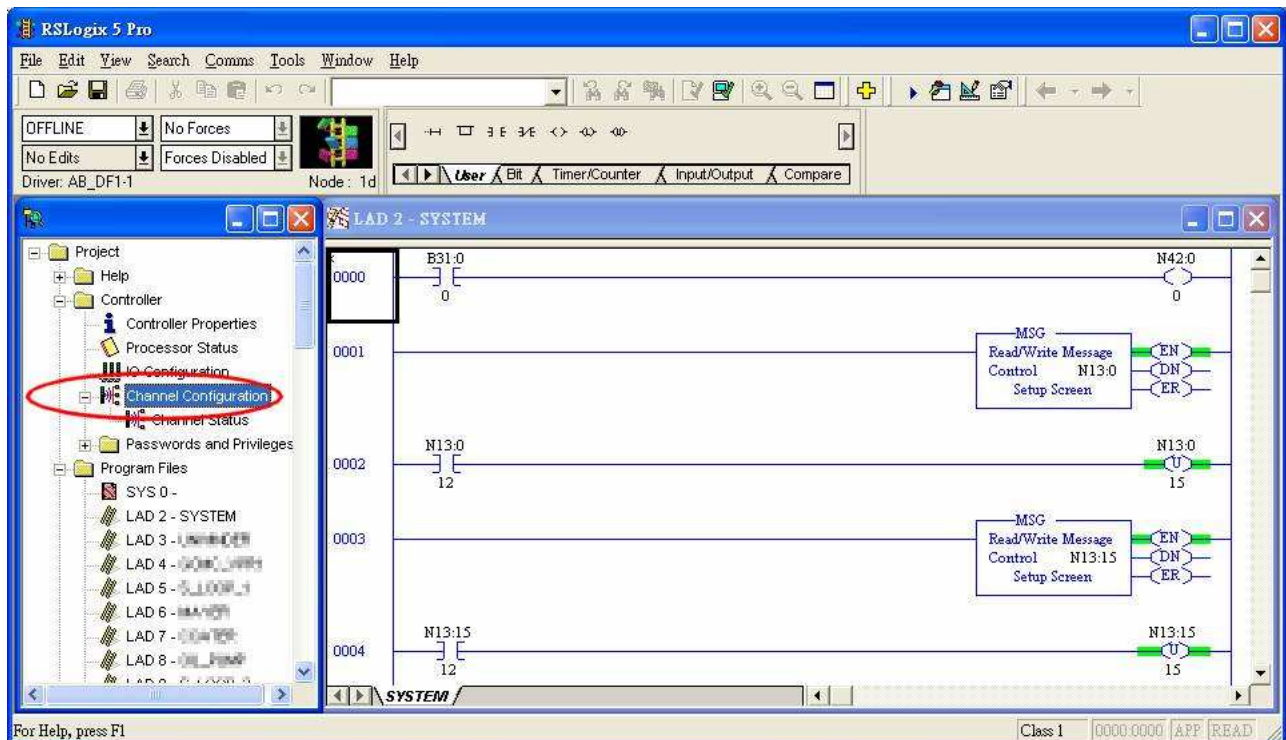 RSLogix 5 Pro
File Edit View Search Comms Tools Window Help
OFFLINE No Forces
No Edits Forces Disabled
Driver: AB_DF1-1 Node: 1d
User Bit Timer/Counter Input/Output Compare
LAD 2 - SYSTEM
Project
Help
Controller
Controller Properties
Processor Status
IO Configuration
Channel Configuration
Channel Status
Passwords and Privileges
Program Files
SYS 0 -
LAD 2 - SYSTEM
LAD 3 -
LAD 4 -
LAD 5 -
LAD 6 -
LAD 7 -
LAD 8 -
B31:0 N42:0
0000
0 0
MSG
0001 Read/Write Message EN
Control N13:0 DN
Setup Screen ER
N13:0 N13:0
0002 U
12 15
MSG
0003 Read/Write Message EN
Control N13:15 DN
Setup Screen ER
N13:15 N13:15
0004 U
12 15
SYSTEM
For Help, press F1 Class 1 0000:0000 APP READ